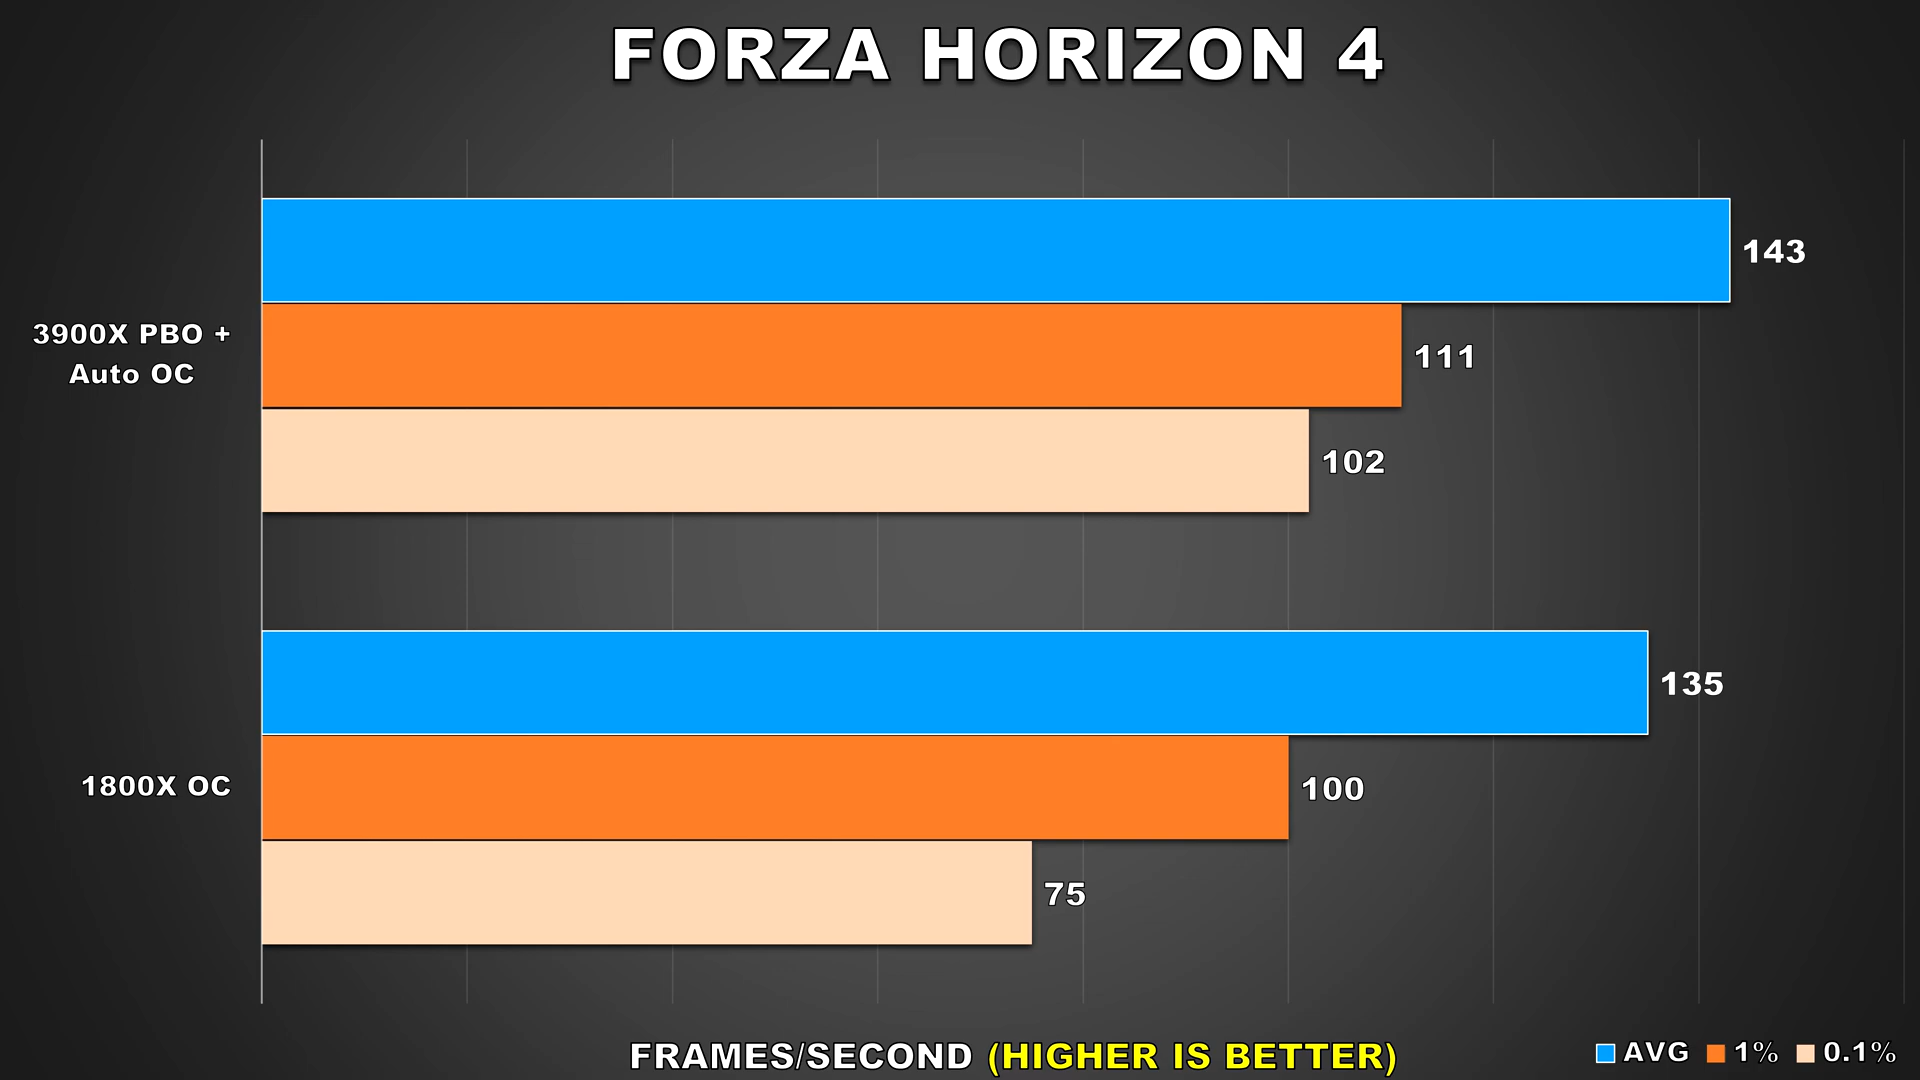 FORZA HORIZON 4
143
3900X PBO +
Auto OC
111
102
135
1800X OC
100
75
FRAMES/SECOND (HIGHER IS BETTER)
AVG 1% 0.1%